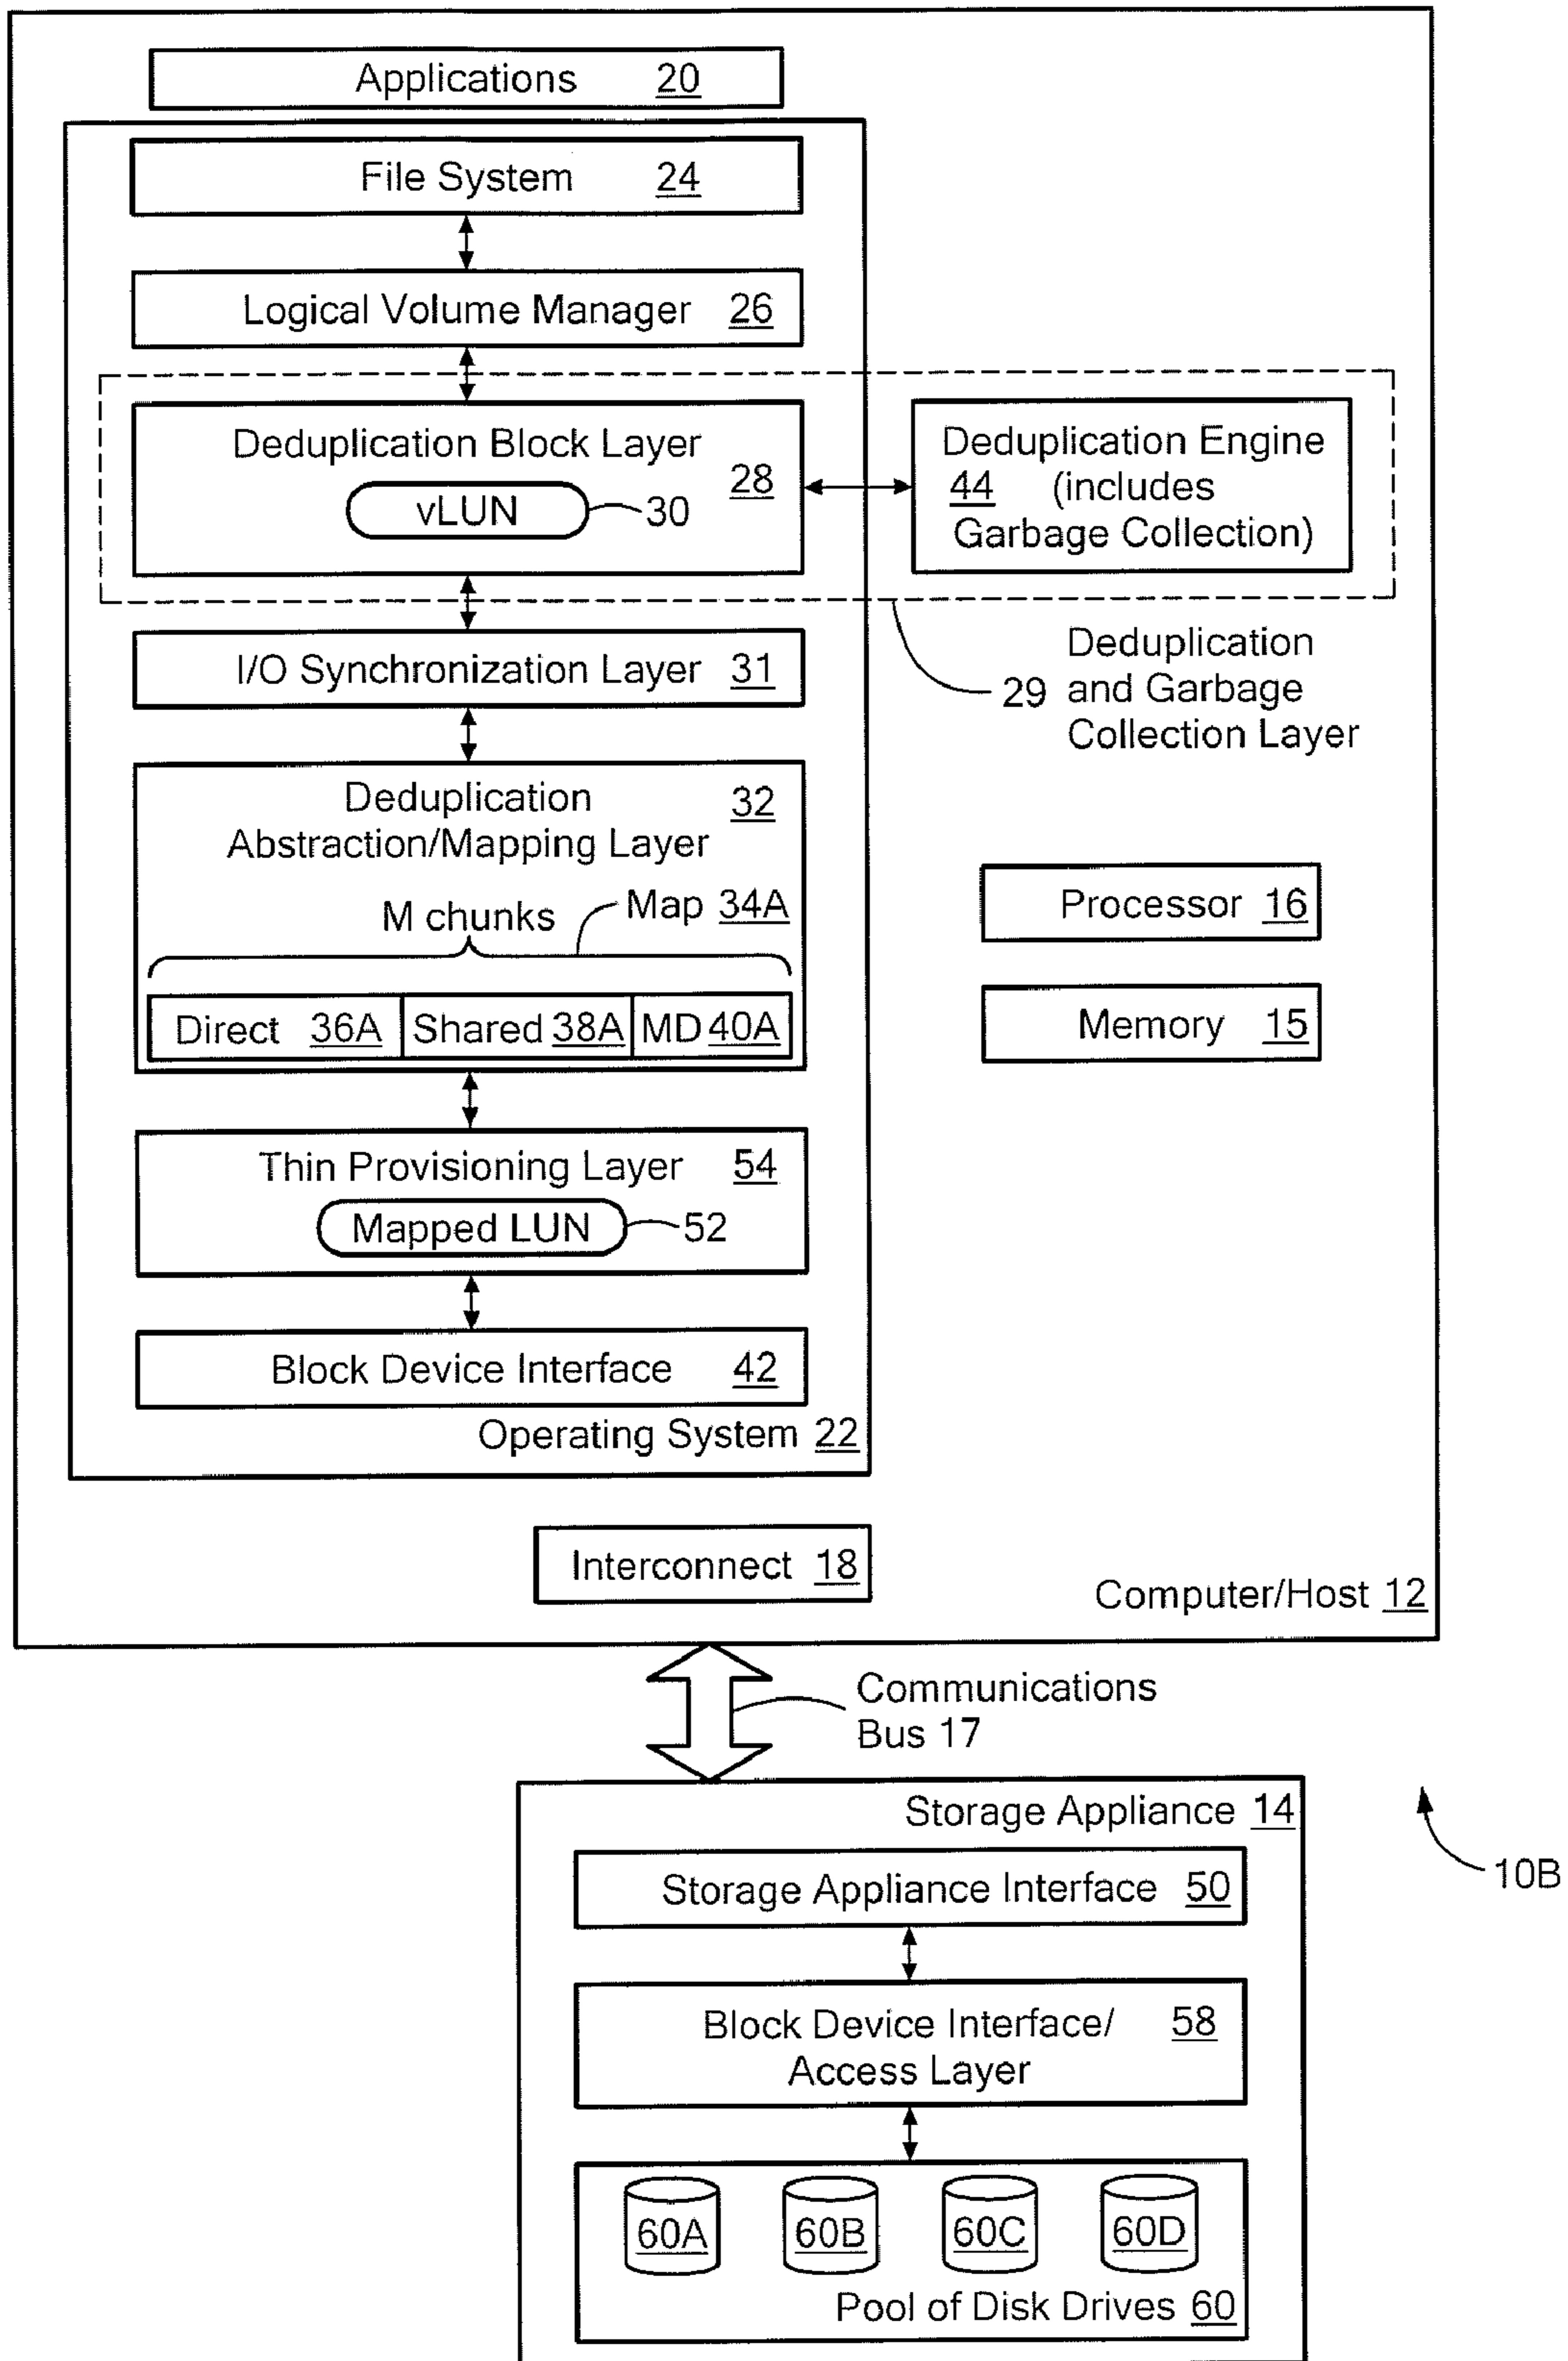 Applications 20
File System 24
Logical Volume Manager 26
Deduplication Block Layer
28
vLUN
30
Deduplication Engine
44 (includes
Garbage Collection)
I/O Synchronization Layer 31
29
Deduplication
and Garbage
Collection Layer
Deduplication
Abstraction/Mapping Layer
32
M chunks
Map 34A
Direct 36A
Shared 38A
MD 40A
Processor 16
Memory 15
Thin Provisioning Layer 54
Mapped LUN
52
Block Device Interface 42
Operating System 22
Interconnect 18
Computer/Host 12
Communications
Bus 17
Storage Appliance 14
Storage Appliance Interface 50
10B
Block Device Interface/
Access Layer
58
60A
60B
60C
60D
Pool of Disk Drives 60